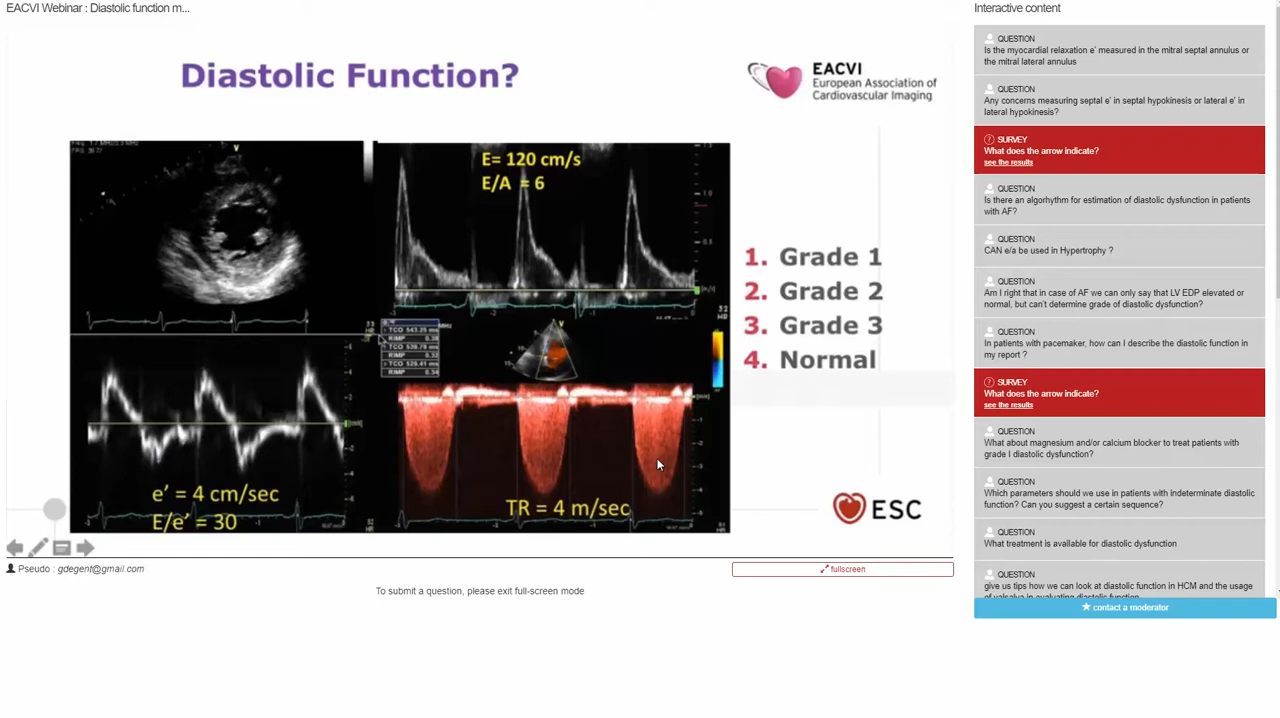 EACVI Webinar : Diastolic function m...
Diastolic Function?
EACVI
European Association of
Cardiovascular Imaging
V
E= 120 cm/s
E/A = 6
1. Grade 1
2. Grade 2
3. Grade 3
4. Normal
TCO 543.25 ms
RIMP
TCO
RIMP
TCO
RIMP
V
e' = 4 cm/sec
E/e' = 30
TR = 4 m/sec
ESC
Pseudo : gdegent@gmail.com
fullscreen
To submit a question, please exit full-screen mode
Interactive content
QUESTION
Is the myocardial relaxation e' measured in the mitral septal annulus or
the mitral lateral annulus
QUESTION
Any concerns measuring septal e' in septal hypokinesis or lateral e' in
lateral hypokinesis?
SURVEY
What does the arrow indicate?
see the results
QUESTION
Is there an algorhythm for estimation of diastolic dysfunction in patients
with AF?
QUESTION
CAN e/a be used in Hypertrophy ?
QUESTION
Am I right that in case of AF we can only say that LV EDP elevated or
normal, but can't determine grade of diastolic dysfunction?
QUESTION
In patients with pacemaker, how can I describe the diastolic function in
my report ?
SURVEY
What does the arrow indicate?
see the results
QUESTION
What about magnesium and/or calcium blocker to treat patients with
grade I diastolic dysfunction?
QUESTION
Which parameters should we use in patients with indeterminate diastolic
function? Can you suggest a certain sequence?
QUESTION
What treatment is available for diastolic dysfunction
QUESTION
give us tips how we can look at diastolic function in HCM and the usage
of valsalva in evaluating diastolic function
contact a moderator